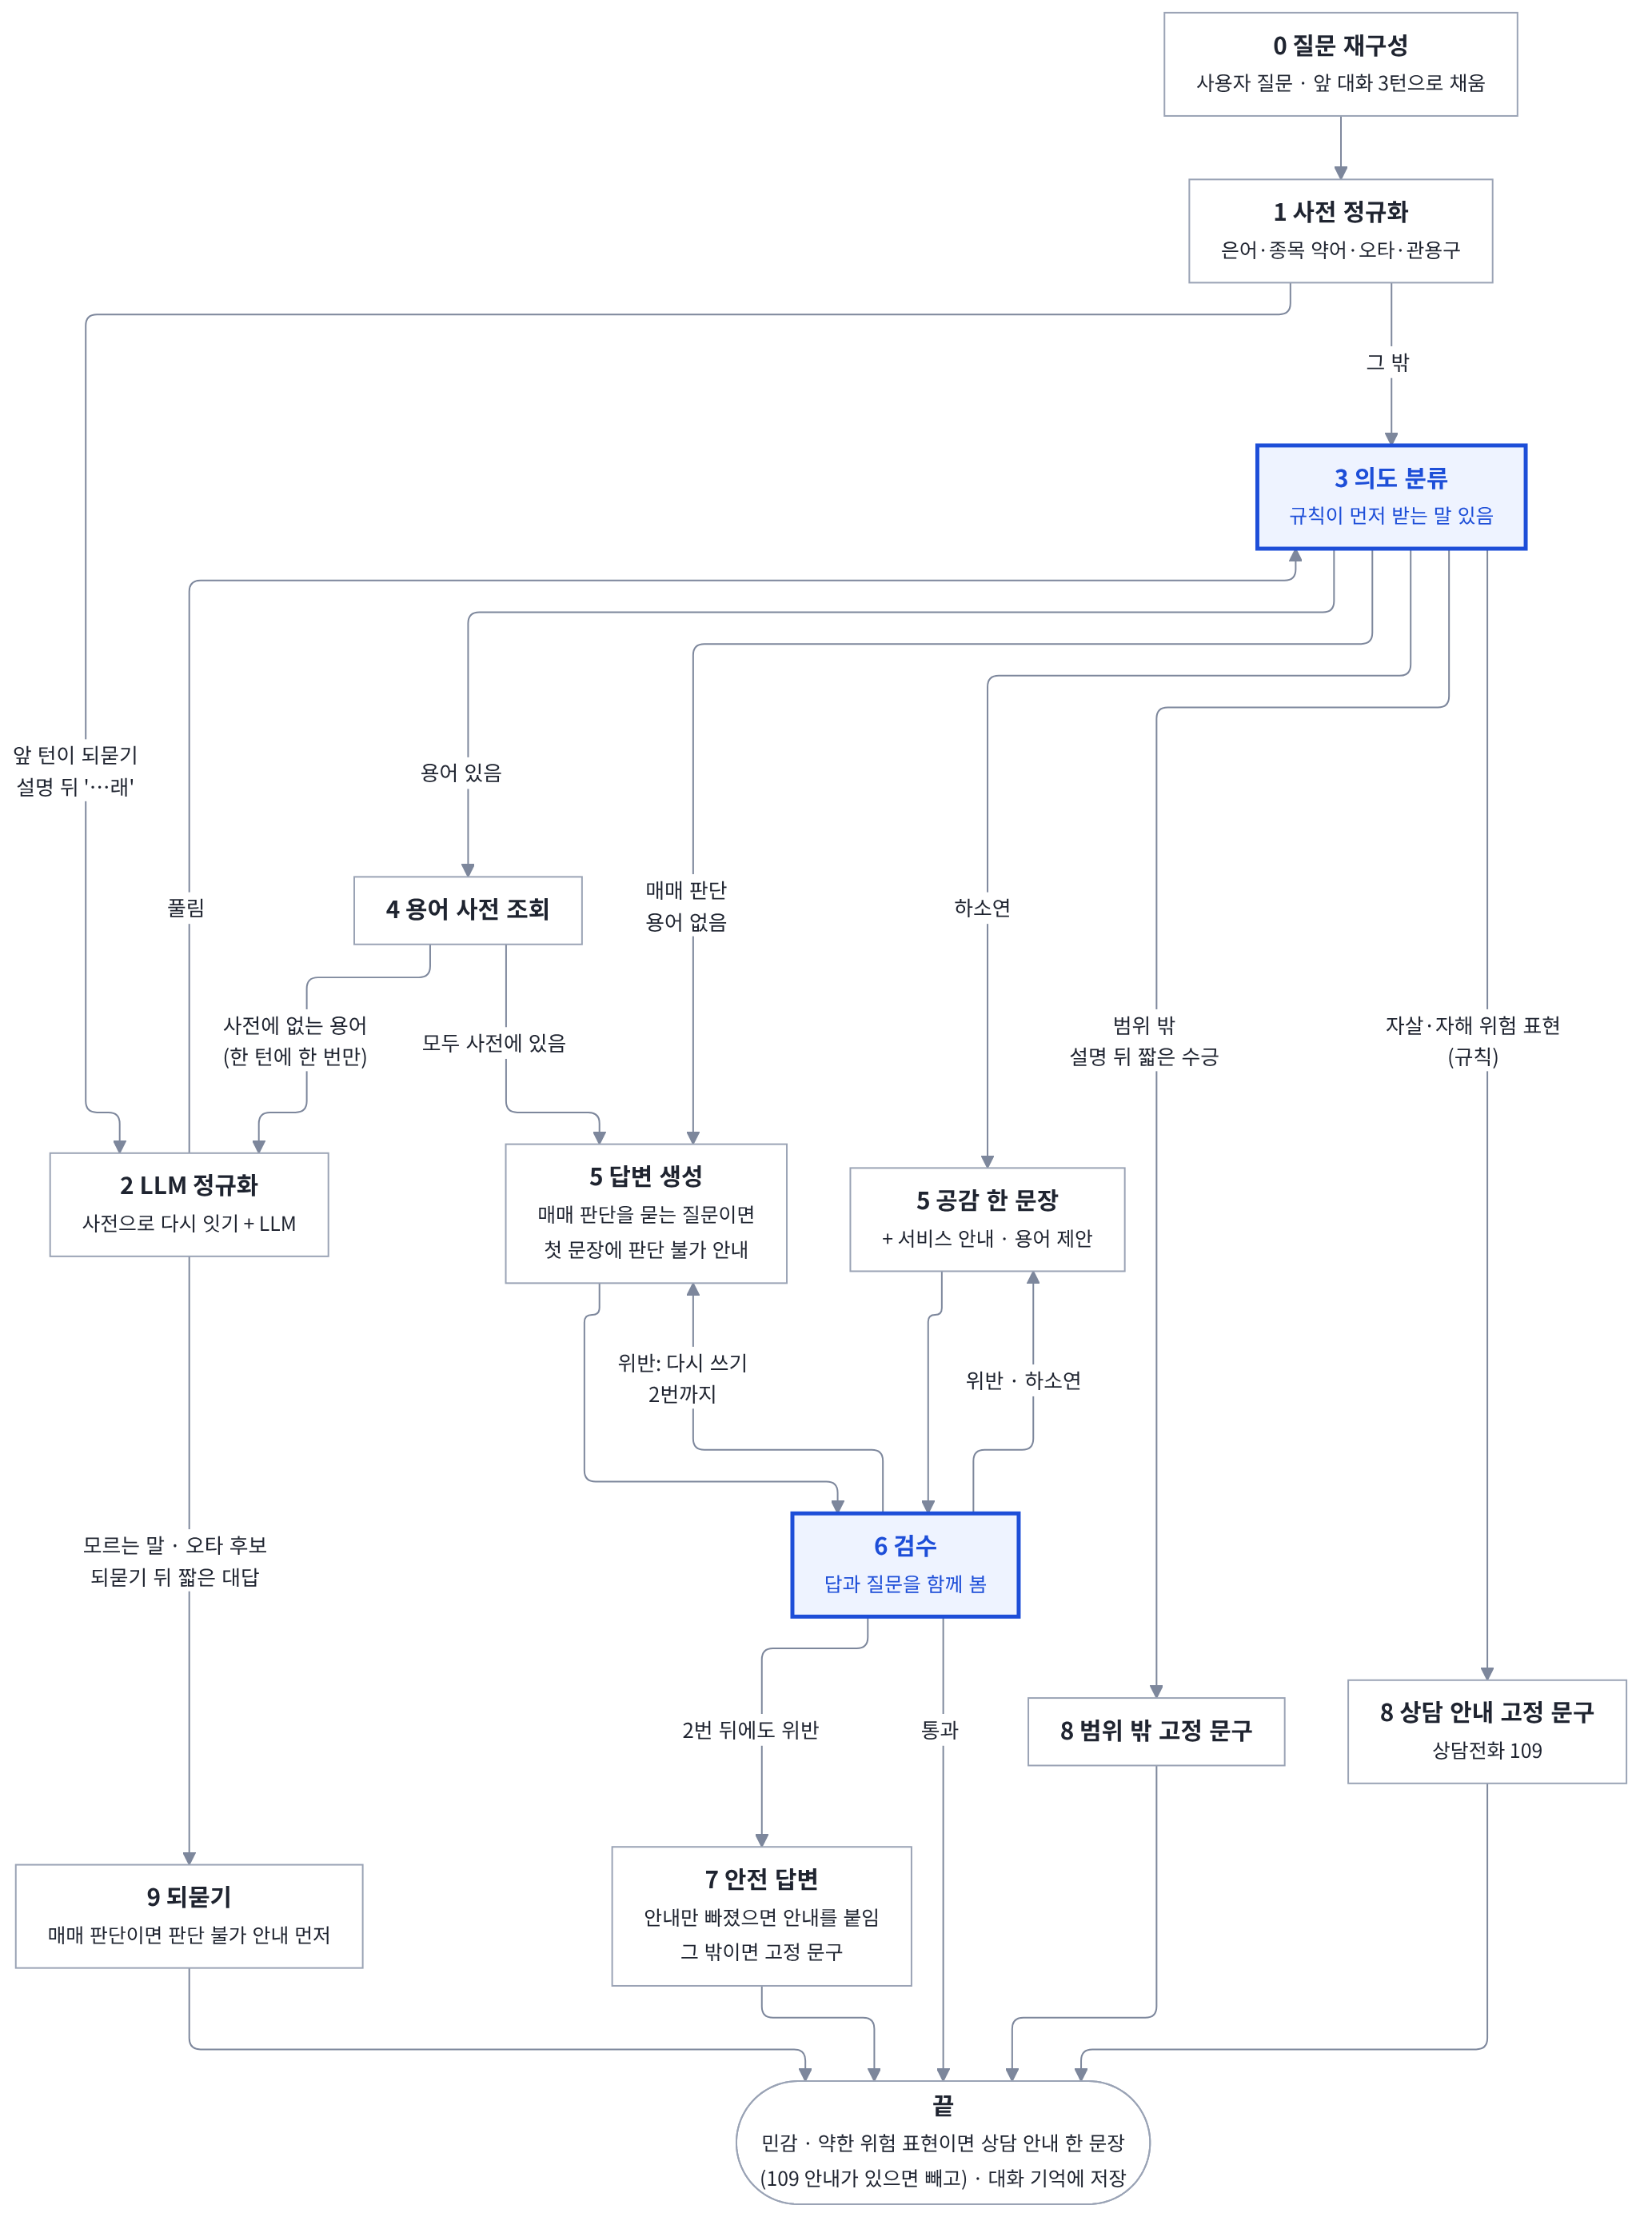 0 질문 재구성
사용자 질문 · 앞 대화 3턴으로 채움
1 사전 정규화
은어·종목 약어·오타·관용구
그 밖
3 의도 분류
규칙이 먼저 받는 말 있음
앞 턴이 되묻기
설명 뒤 '…래'
용어 있음
풀림
4 용어 사전 조회
매매 판단
용어 없음
하소연
사전에 없는 용어
(한 턴에 한 번만)
모두 사전에 있음
범위 밖
설명 뒤 짧은 수긍
자살·자해 위험 표현
(규칙)
2 LLM 정규화
사전으로 다시 잇기 + LLM
5 답변 생성
매매 판단을 묻는 질문이면
첫 문장에 판단 불가 안내
5 공감 한 문장
+ 서비스 안내 · 용어 제안
위반: 다시 쓰기
2번까지
위반 · 하소연
모르는 말 · 오타 후보
되묻기 뒤 짧은 대답
6 검수
답과 질문을 함께 봄
2번 뒤에도 위반
통과
8 범위 밖 고정 문구
8 상담 안내 고정 문구
상담전화 109
9 되묻기
매매 판단이면 판단 불가 안내 먼저
7 안전 답변
안내만 빠졌으면 안내를 붙임
그 밖이면 고정 문구
끝
민감 · 약한 위험 표현이면 상담 안내 한 문장
(109 안내가 있으면 빼고) · 대화 기억에 저장